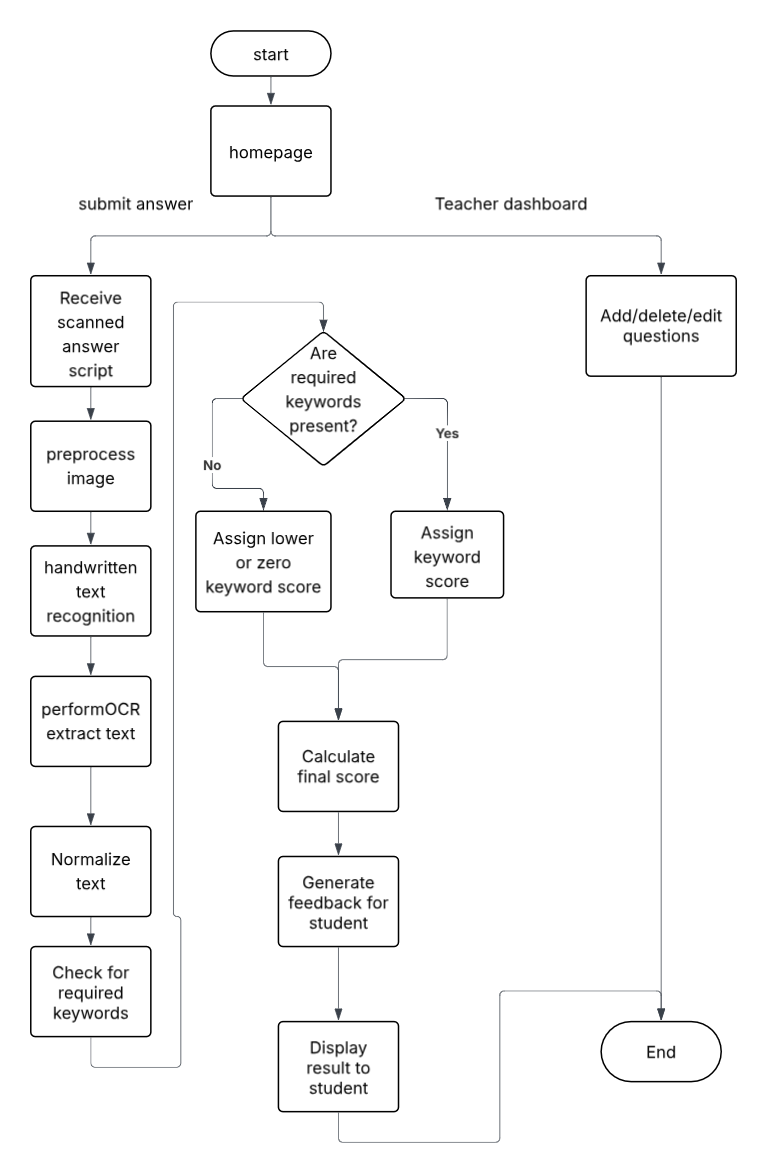 start
homepage
submit answer
Teacher dashboard
Receive
scanned
answer
script
preprocess
image
handwritten
text
recognition
performOCR
extract text
Normalize
text
Check for
required
keywords
Are
required
keywords
present?
No
Yes
Assign lower
or zero
keyword score
Assign
keyword
score
Calculate
final score
Generate
feedback for
student
Display
result to
student
Add/delete/edit
questions
End